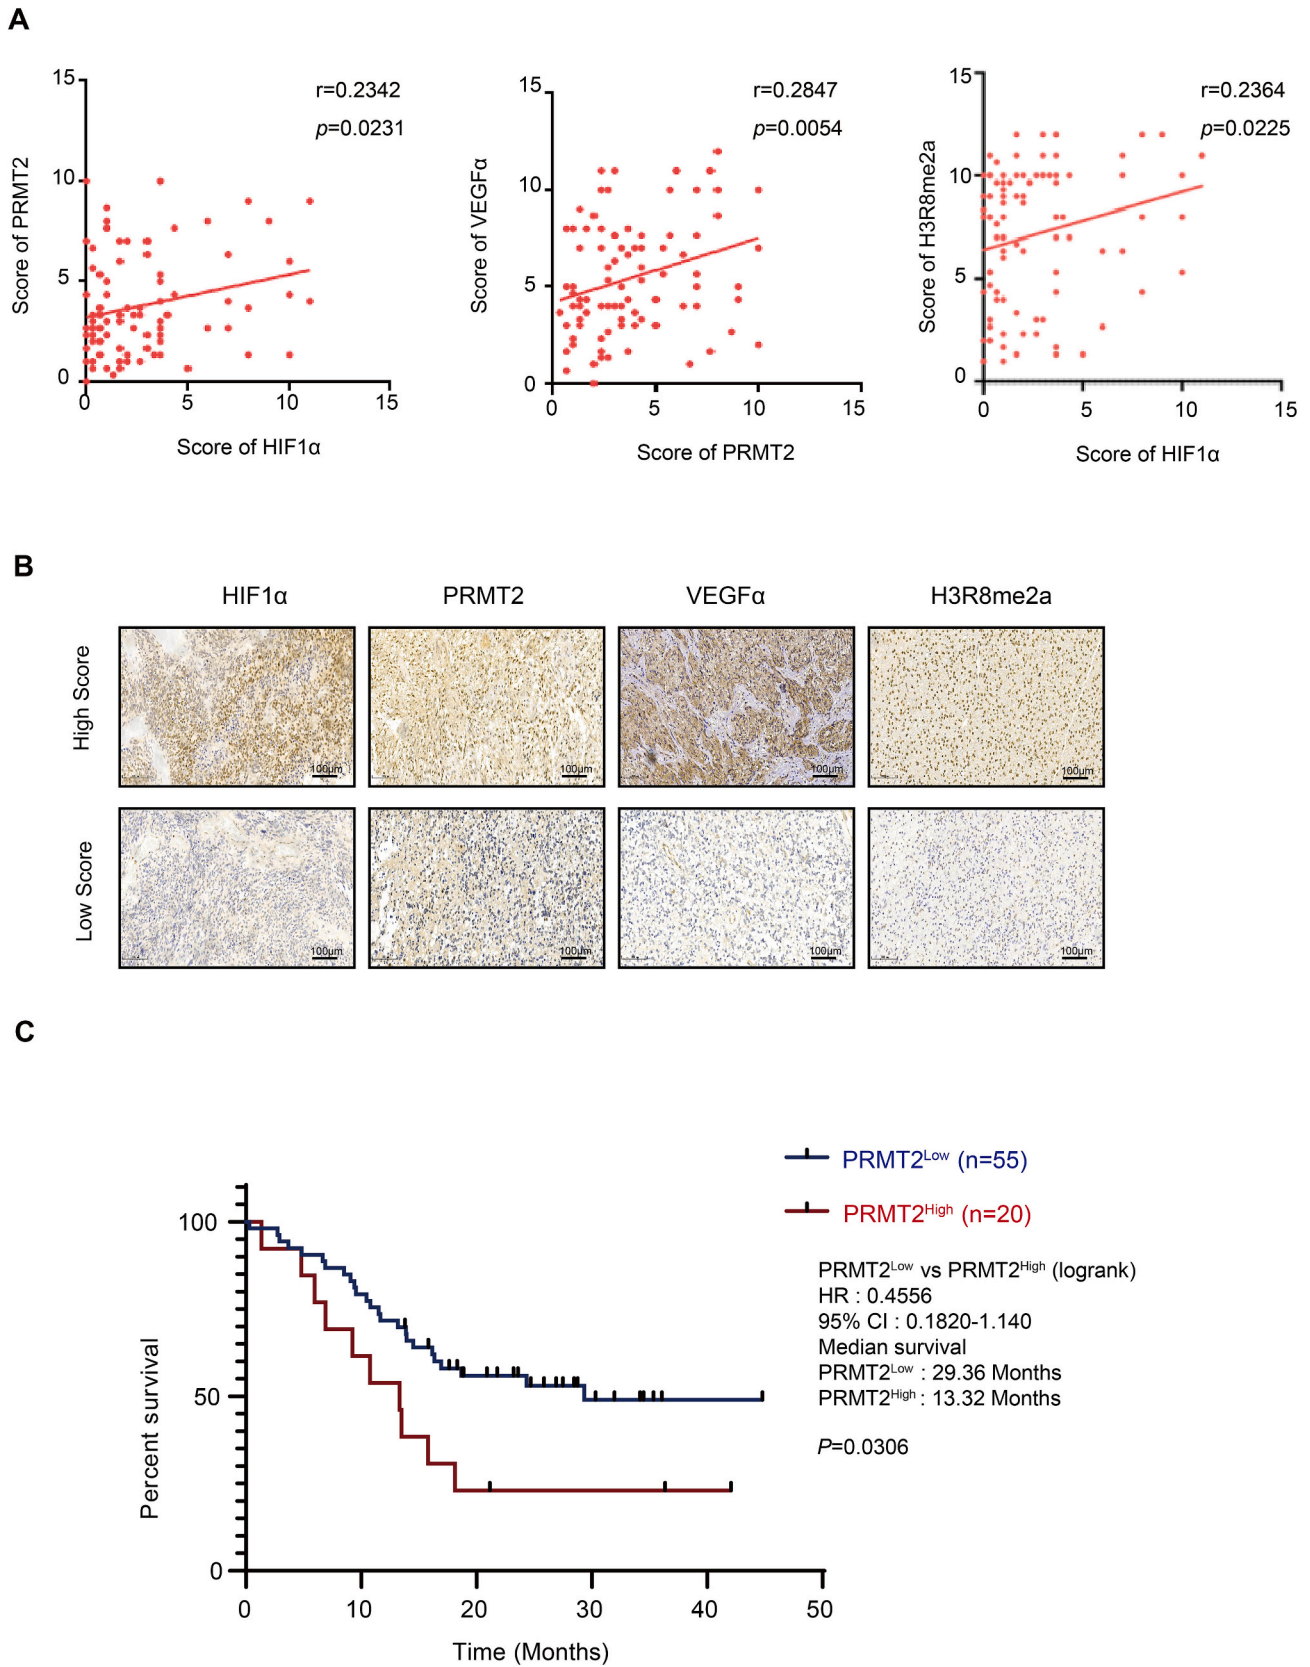 A
15
10
5
0
0
5
10
15
r=0.2342
p=0.0231
Score of PRMT2
Score of HIF1α
15
10
5
0
0
5
10
15
r=0.2847
p=0.0054
Score of VEGFα
Score of PRMT2
15
10
5
0
0
5
10
15
r=0.2364
p=0.0225
Score of H3R8me2a
Score of HIF1α
B
HIF1α
PRMT2
VEGFα
H3R8me2a
High Score
100μm
100μm
100μm
100μm
Low Score
100μm
100μm
100μm
100μm
C
PRMT2Low (n=55)
PRMT2High (n=20)
PRMT2Low vs PRMT2High (logrank)
HR : 0.4556
95% CI : 0.1820-1.140
Median survival
PRMT2Low : 29.36 Months
PRMT2High : 13.32 Months
P=0.0306
Percent survival
100
50
0
0
10
20
30
40
50
Time (Months)